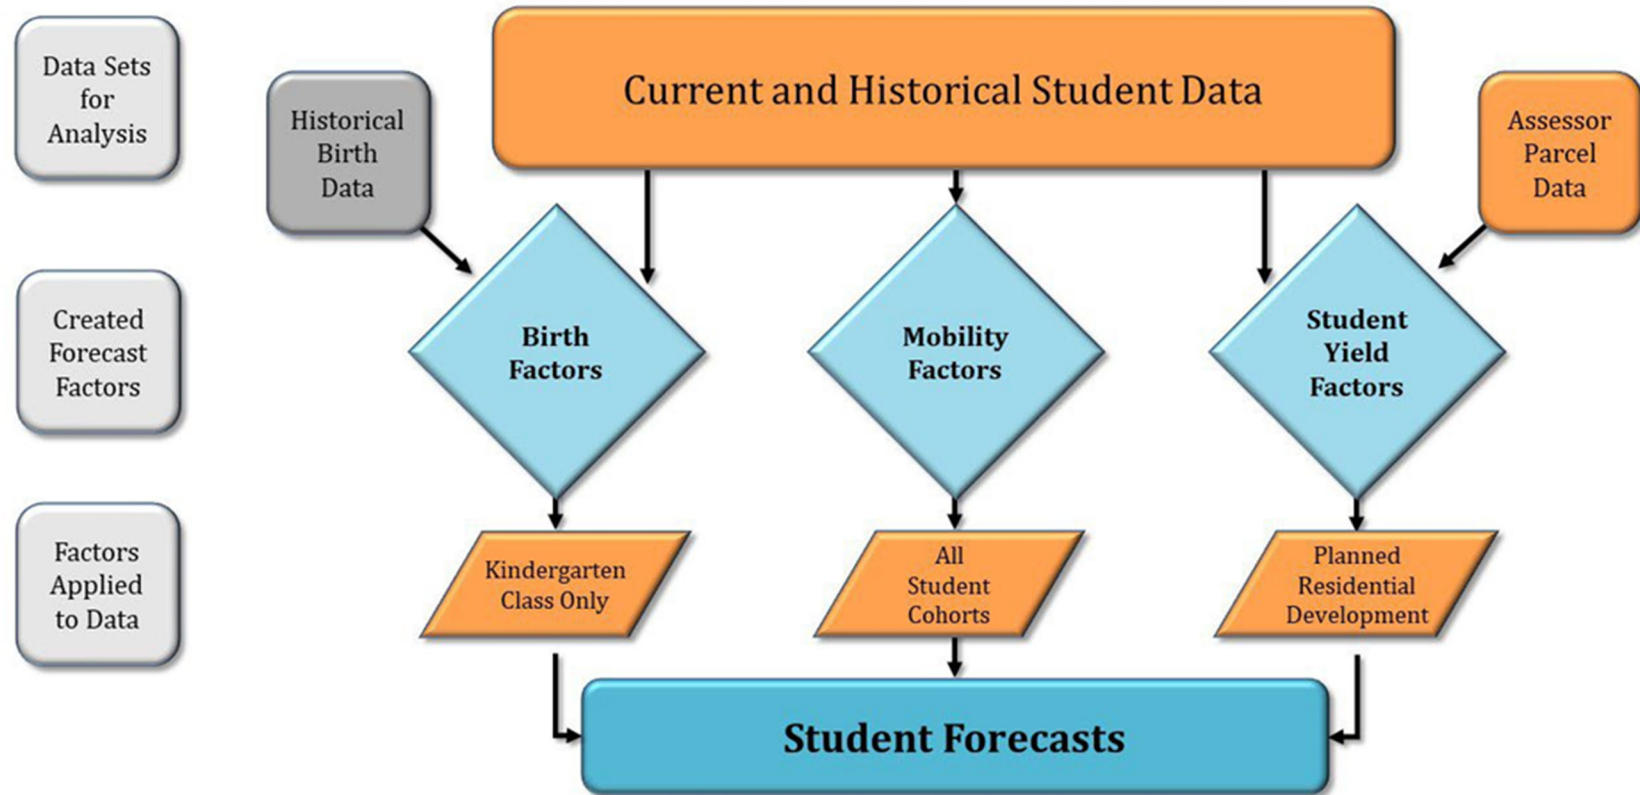 Data Sets
for
Analysis
Historical
Birth
Data
Current and Historical Student Data
Assessor
Parcel
Data
Created
Forecast
Factors
Birth
Factors
Mobility
Factors
Student
Yield
Factors
Factors
Applied
to Data
Kindergarten
Class Only
All
Student
Cohorts
Planned
Residential
Development
Student Forecasts